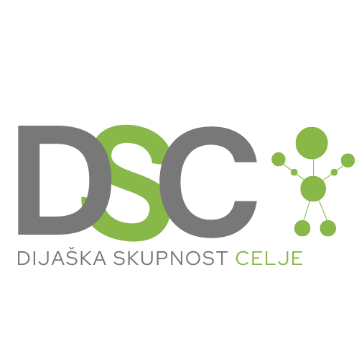 DSC
DIJAŠKA SKUPNOST CELJE